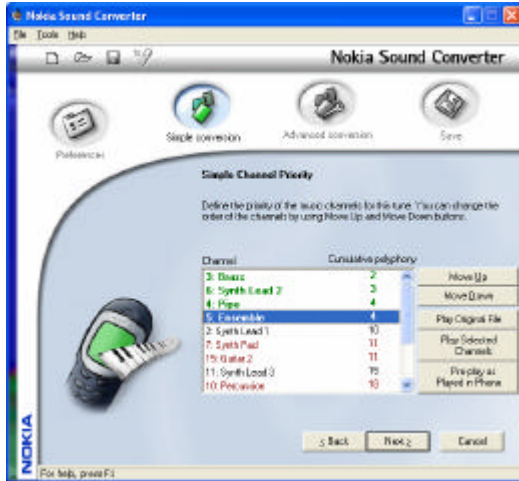 Nokia Sound Converter
File Tools Help
Nokia Sound Converter
Preferences
Simple conversion
Advanced conversion
Save
Simple Channel Priority
Define the priority of the music channels for this tune. You can change the
order of the channels by using Move Up and Move Down buttons.
Channel Cumulative polyphony
3: Brass 2
6: Synth Lead 2 3
4: Pipe 4
5: Ensemble 4
2: Synth Lead 1 10
7: Synth Pad 11
15: Guitar 2 11
11: Synth Lead 3
10: Percussion
Move Up
Move Down
Play Original File
Play Selected
Channels
Pre-play as
Played in Phone
< Back Next > Cancel
NOKIA
For help, press F1